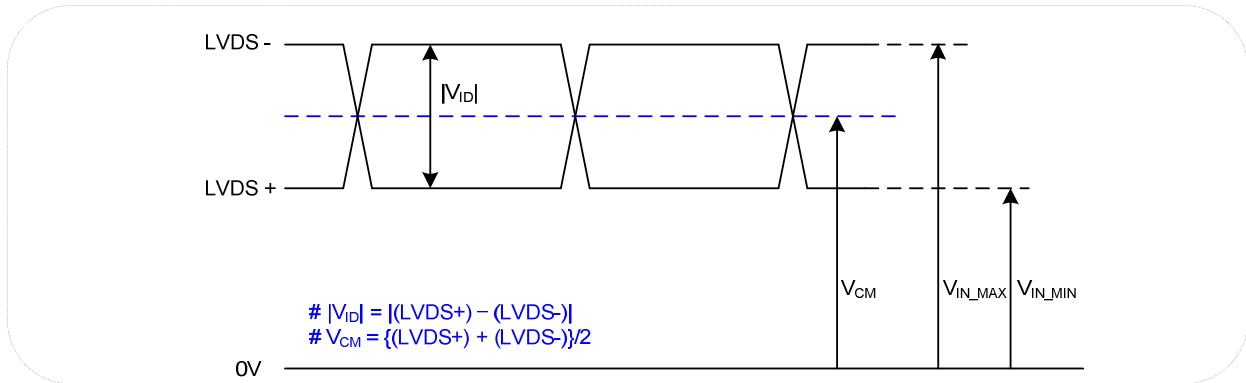 LVDS -
|VID|
LVDS +
VCM
VIN_MAX
VIN_MIN
# |VID| = |(LVDS+) – (LVDS-)|
# VCM = {(LVDS+) + (LVDS-)}/2
0V